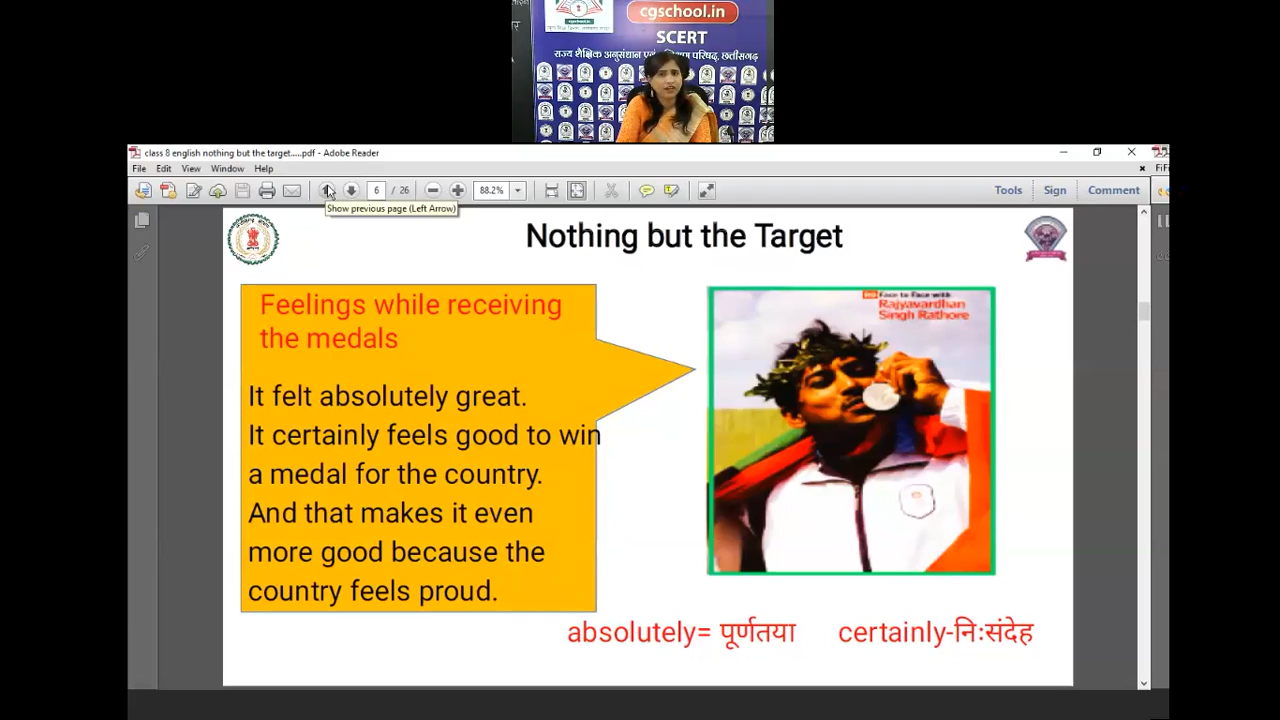 cgschool.in
SCERT
राज्य शैक्षिक अनुसंधान एवं प्रशिक्षण परिषद्, छत्तीसगढ़
class 8 english nothing but the target.....pdf - Adobe Reader
File Edit View Window Help
6 / 26 88.2% Tools Sign Comment
Show previous page (Left Arrow)
Nothing but the Target
Feelings while receiving
the medals
It felt absolutely great.
It certainly feels good to win
a medal for the country.
And that makes it even
more good because the
country feels proud.
Face to Face with
Rajyavardhan
Singh Rathore
absolutely= पूर्णतया certainly-निःसंदेह